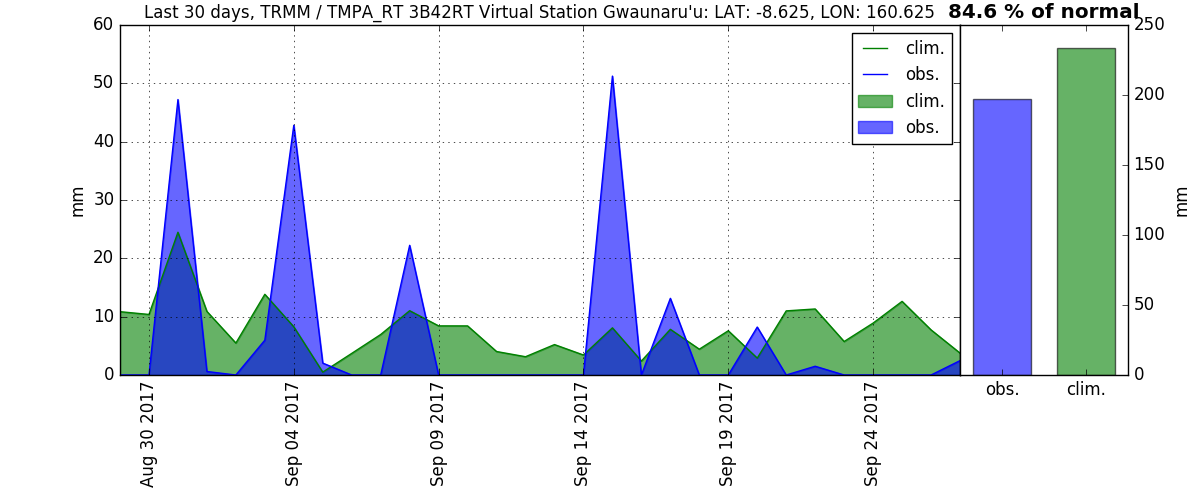 Last 30 days, TRMM / TMPA_RT 3B42RT Virtual Station Gwaunaru'u: LAT: -8.625, LON: 160.625
84.6 % of normal
60
50
40
30
20
10
0
mm
clim.
obs.
clim.
obs.
Aug 30 2017
Sep 04 2017
Sep 09 2017
Sep 14 2017
Sep 19 2017
Sep 24 2017
250
200
150
100
50
0
mm
obs.
clim.